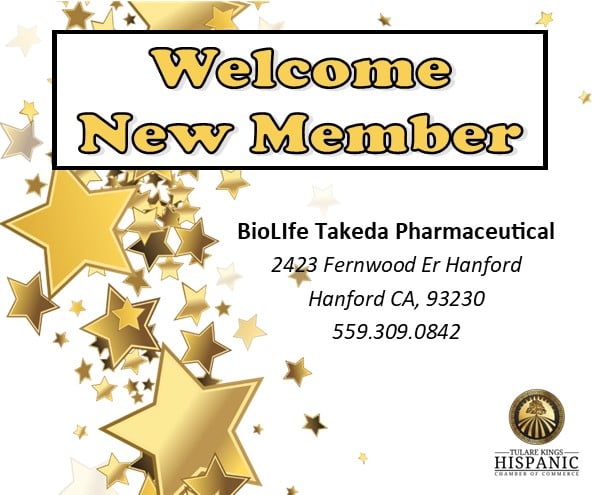 Welcome
New Member
BioLIfe Takeda Pharmaceutical
2423 Fernwood Er Hanford
Hanford CA, 93230
559.309.0842
TULARE KINGS
HISPANIC
CHAMBER OF COMMERCE